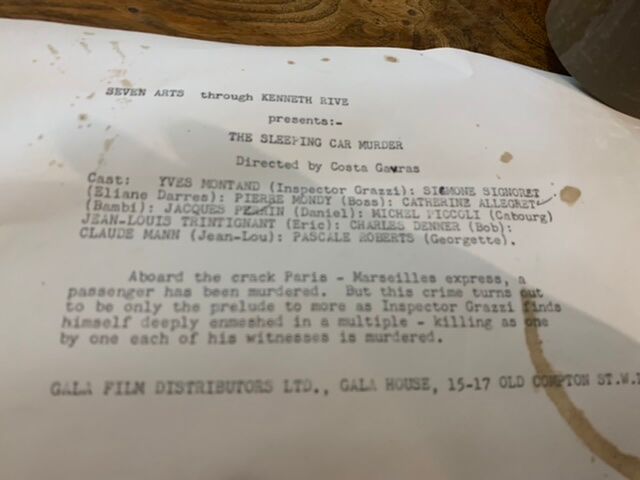 SEVEN ARTS through KENNETH RIVE
presents:-
THE SLEEPING CAR MURDER
Directed by Costa Gavras
Cast: YVES MONTAND (Inspector Grazzi): SIMONE SIGNORET
(Eliane Darres): PIERRE MONDY (Boss): CATHERINE ALLEGRET
(Bambi): JACQUES PERRIN (Daniel): MICHEL PICCOLI (Cabourg)
JEAN-LOUIS TRINTIGNANT (Eric): CHARLES DENNER (Bob):
CLAUDE MANN (Jean-Lou): PASCALE ROBERTS (Georgette).
Aboard the crack Paris - Marseilles express, a
passenger has been murdered. But this crime turns out
to be only the prelude to more as Inspector Grazzi finds
himself deeply enmeshed in a multiple - killing as one
by one each of his witnesses is murdered.
GALA FILM DISTRIBUTORS LTD., GALA HOUSE, 15-17 OLD COMPTON ST.W.1